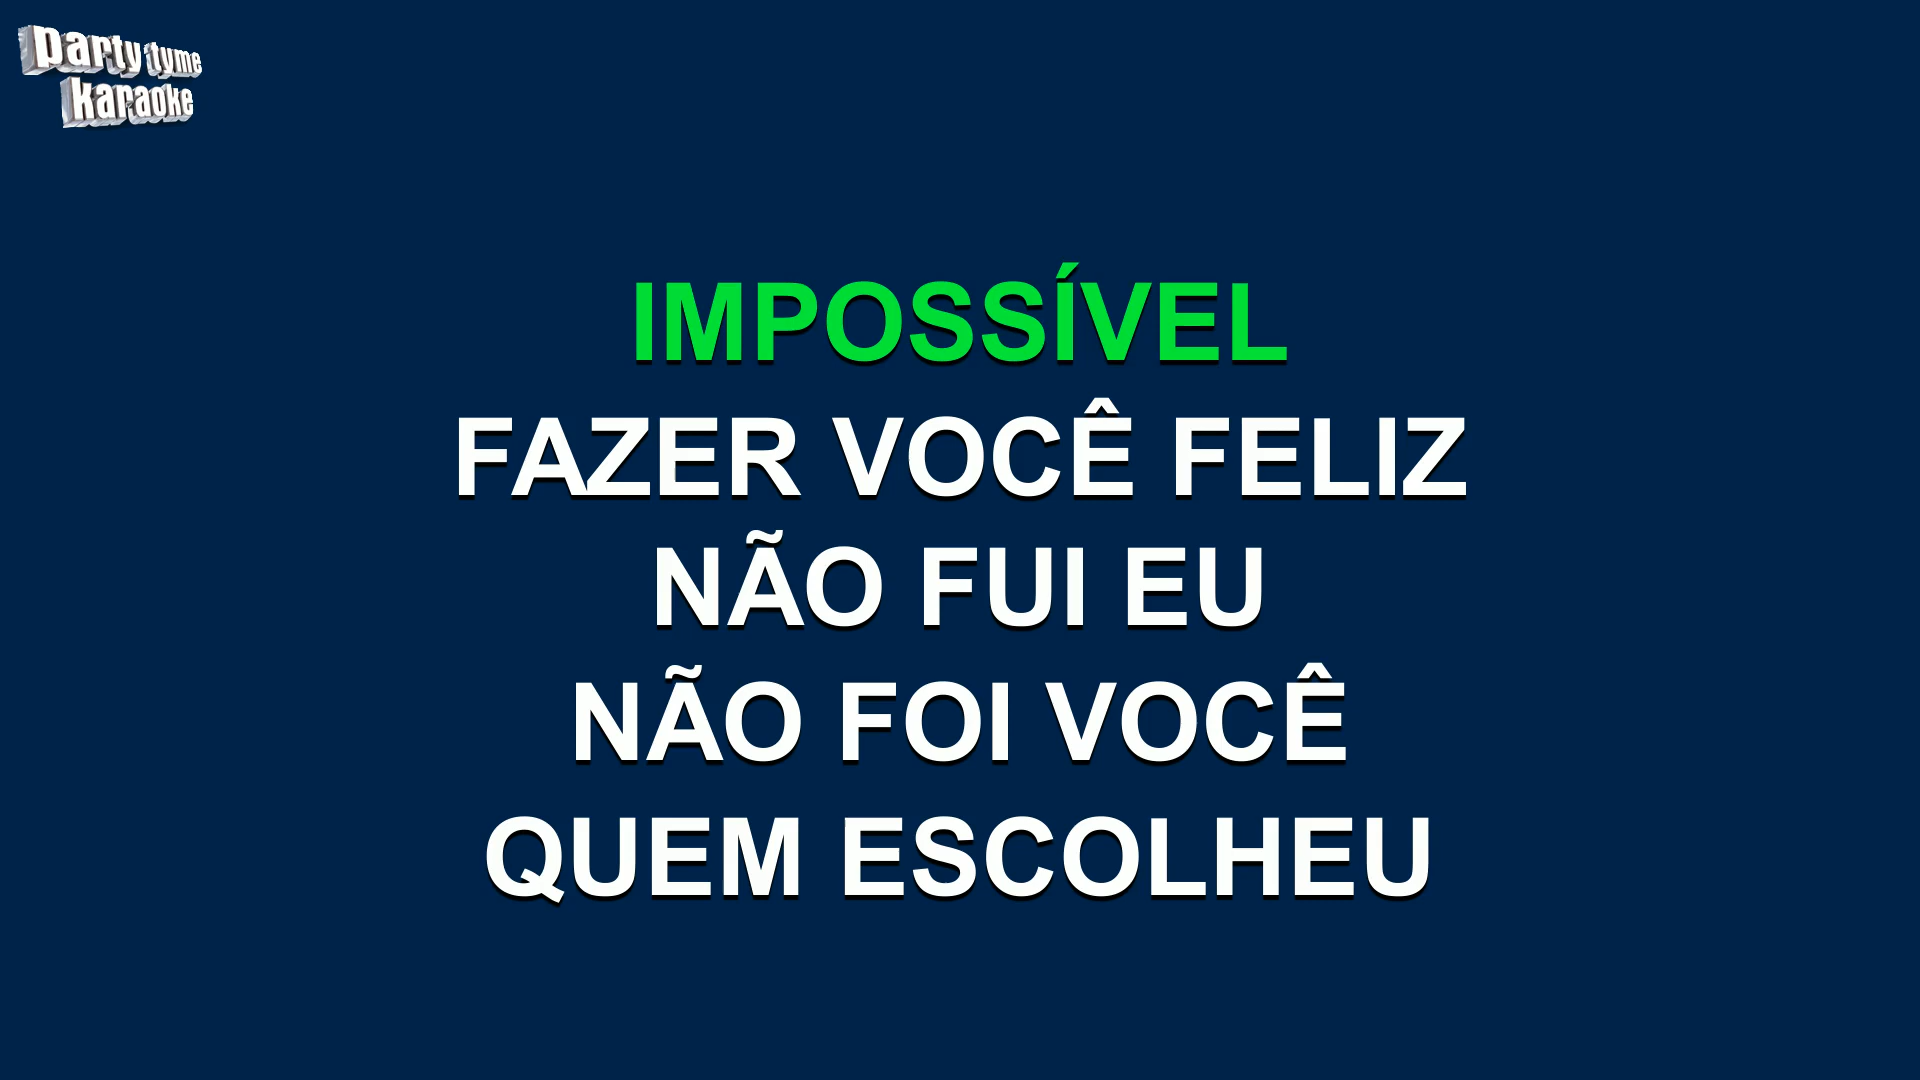 party tyme
karaoke
IMPOSSÍVEL
FAZER VOCÊ FELIZ
NÃO FUI EU
NÃO FOI VOCÊ
QUEM ESCOLHEU